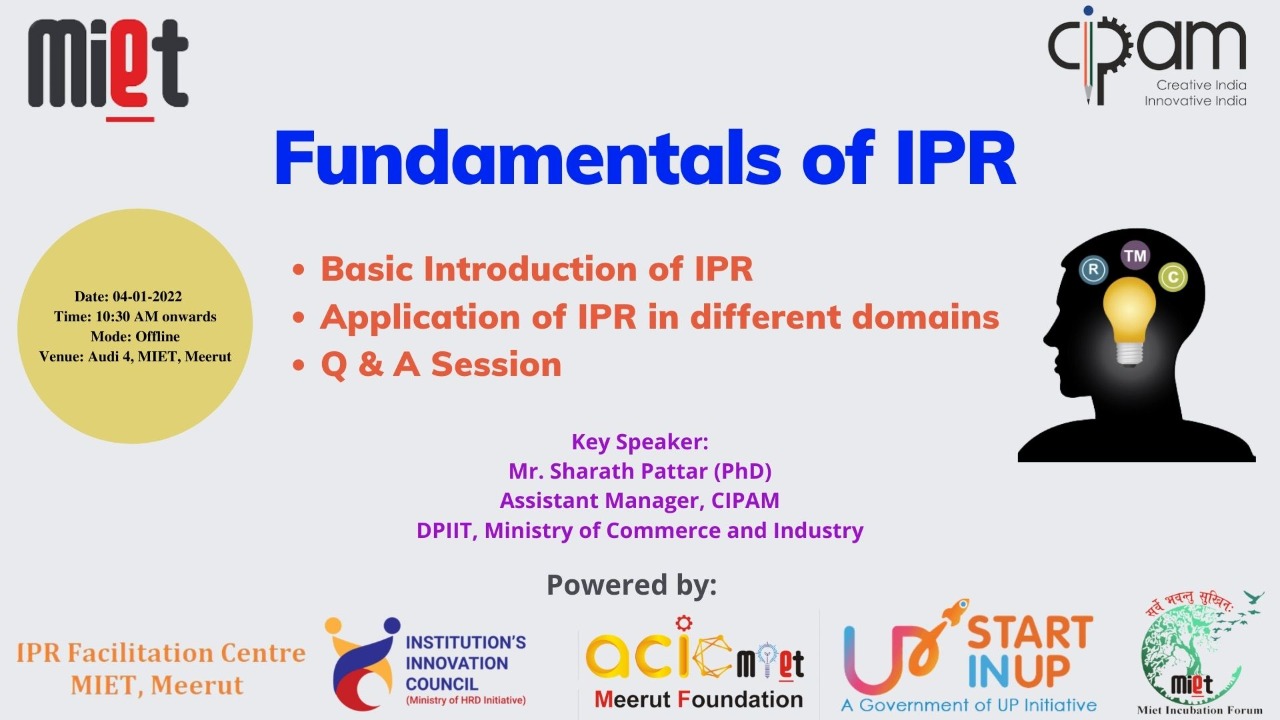 miet
cipam
Creative India
Innovative India
Fundamentals of IPR
Date: 04-01-2022
Time: 10:30 AM onwards
Mode: Offline
Venue: Audi 4, MIET, Meerut
• Basic Introduction of IPR
• Application of IPR in different domains
• Q & A Session
R
TM
C
Key Speaker:
Mr. Sharath Pattar (PhD)
Assistant Manager, CIPAM
DPIIT, Ministry of Commerce and Industry
Powered by:
IPR Facilitation Centre
MIET, Meerut
INSTITUTION'S
INNOVATION
COUNCIL
(Ministry of HRD Initiative)
acic miet
Meerut Foundation
UP START
IN UP
A Government of UP Initiative
सर्वे भवन्तु सुखिनः
miet
Miet Incubation Forum